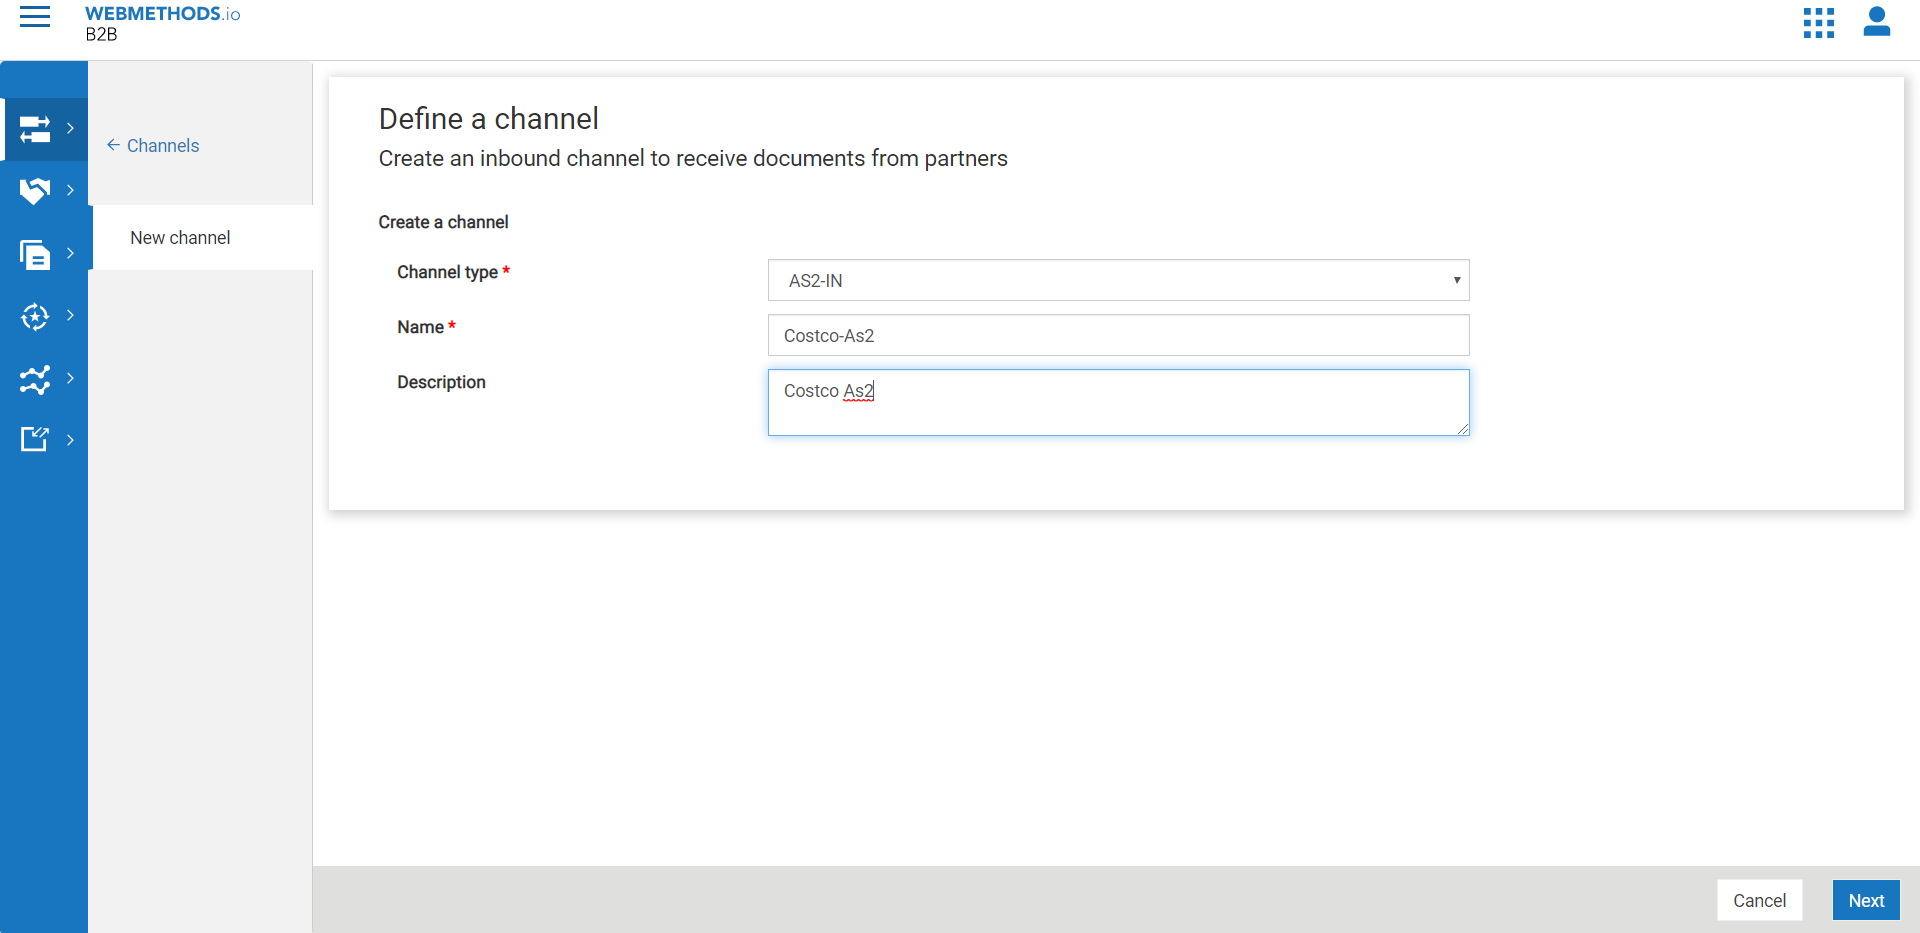 WEBMETHODS.io
B2B
Channels
New channel
Define a channel
Create an inbound channel to receive documents from partners
Create a channel
Channel type *
AS2-IN
Name *
Costco-As2
Description
Costco As2
Cancel
Next